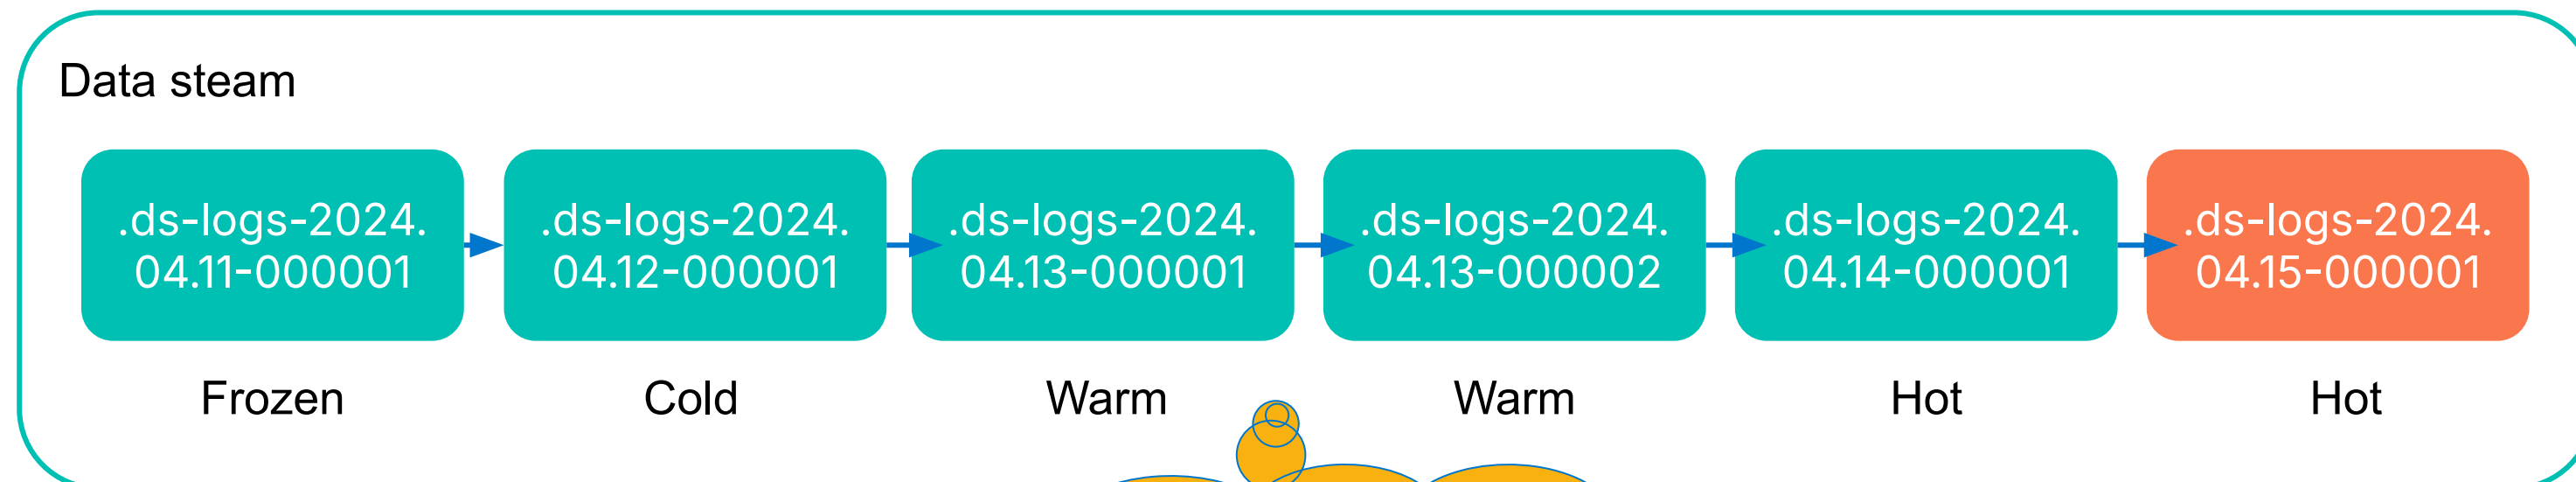 Data steam
.ds-logs-2024.
04.11-000001
.ds-logs-2024.
04.12-000001
.ds-logs-2024.
04.13-000001
.ds-logs-2024.
04.13-000002
.ds-logs-2024.
04.14-000001
.ds-logs-2024.
04.15-000001
Frozen
Cold
Warm
Warm
Hot
Hot